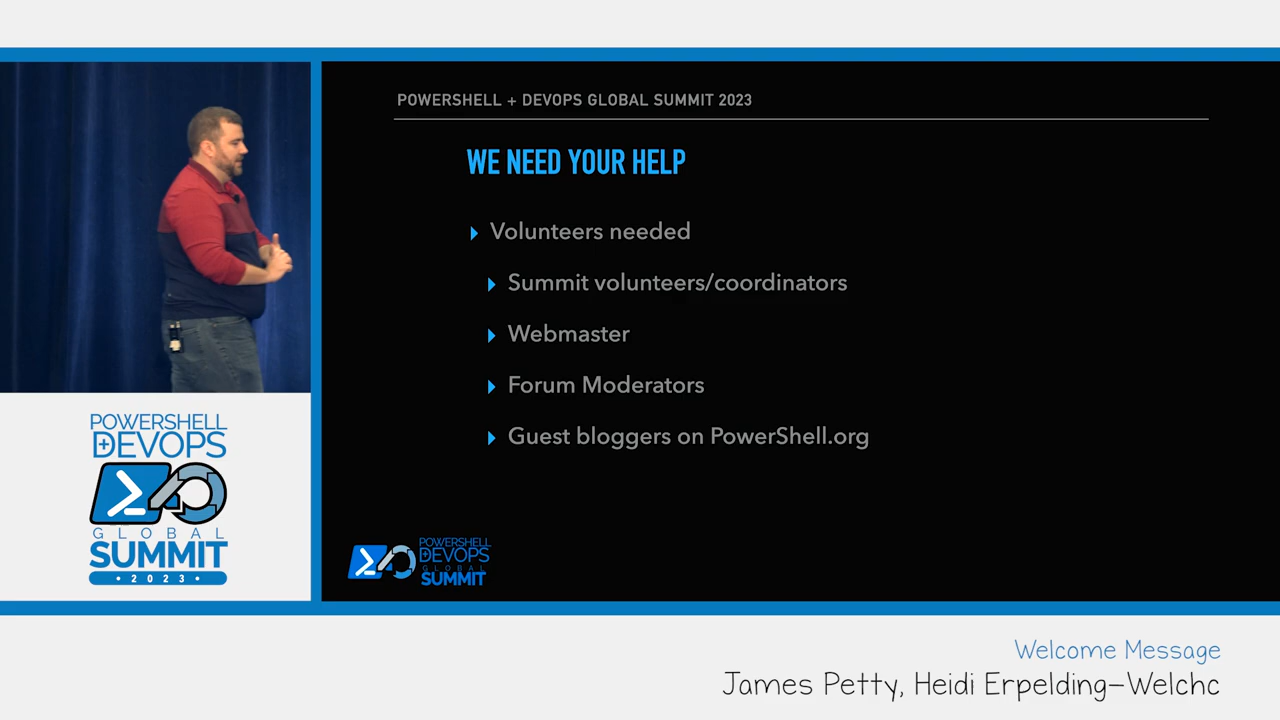 POWERSHELL + DEVOPS GLOBAL SUMMIT 2023
WE NEED YOUR HELP
Volunteers needed
Summit volunteers/coordinators
Webmaster
Forum Moderators
Guest bloggers on PowerShell.org
POWERSHELL
DEVOPS
GLOBAL
SUMMIT
POWERSHELL
+DEVOPS
GLOBAL
SUMMIT
• 2023 •
Welcome Message
James Petty, Heidi Erpelding-Welchc